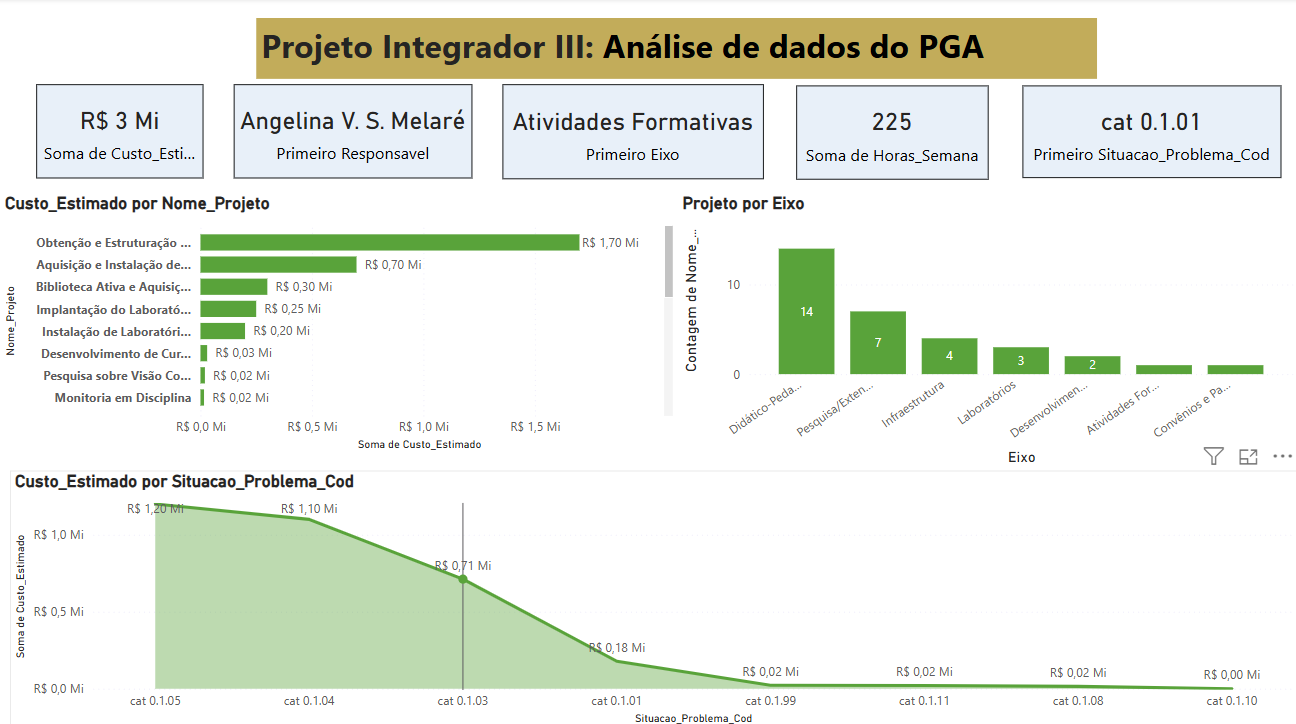 Projeto Integrador III: Análise de dados do PGA
R$ 3 Mi
Soma de Custo_Esti...
Angelina V. S. Melaré
Primeiro Responsavel
Atividades Formativas
Primeiro Eixo
225
Soma de Horas_Semana
cat 0.1.01
Primeiro Situacao_Problema_Cod
Custo_Estimado por Nome_Projeto
Nome_Projeto
Obtenção e Estruturação ... R$ 1,70 Mi
Aquisição e Instalação de... R$ 0,70 Mi
Biblioteca Ativa e Aquisiç... R$ 0,30 Mi
Implantação do Laborató... R$ 0,25 Mi
Instalação de Laboratóri... R$ 0,20 Mi
Desenvolvimento de Cur... R$ 0,03 Mi
Pesquisa sobre Visão Co... R$ 0,02 Mi
Monitoria em Disciplina R$ 0,02 Mi
R$ 0,0 Mi R$ 0,5 Mi R$ 1,0 Mi R$ 1,5 Mi
Soma de Custo_Estimado
Projeto por Eixo
Contagem de Nome_...
10
0
14 7 4 3 2
Didático-Peda... Pesquisa/Exten... Infraestrutura Laboratórios Desenvolvimen... Atividades For... Convênios e Pa...
Eixo
Custo_Estimado por Situacao_Problema_Cod
Soma de Custo_Estimado
R$ 1,0 Mi
R$ 0,5 Mi
R$ 0,0 Mi
R$ 1,20 Mi R$ 1,10 Mi R$ 0,71 Mi R$ 0,18 Mi R$ 0,02 Mi R$ 0,02 Mi R$ 0,02 Mi R$ 0,00 Mi
cat 0.1.05 cat 0.1.04 cat 0.1.03 cat 0.1.01 cat 0.1.99 cat 0.1.11 cat 0.1.08 cat 0.1.10
Situacao_Problema_Cod